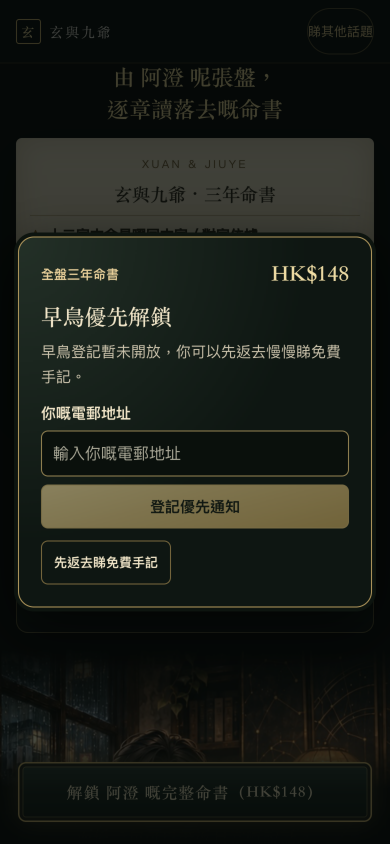 玄 玄與九爺
睇其他話題
由 阿澄 呢張盤，
逐章讀落去嘅命書
XUAN & JIUYE
玄與九爺・三年命書
全盤三年命書
HK$148
早鳥優先解鎖
早鳥登記暫未開放，你可以先返去慢慢睇免費
手記。
你嘅電郵地址
輸入你嘅電郵地址
登記優先通知
先返去睇免費手記
解鎖 阿澄 嘅完整命書（HK$148）